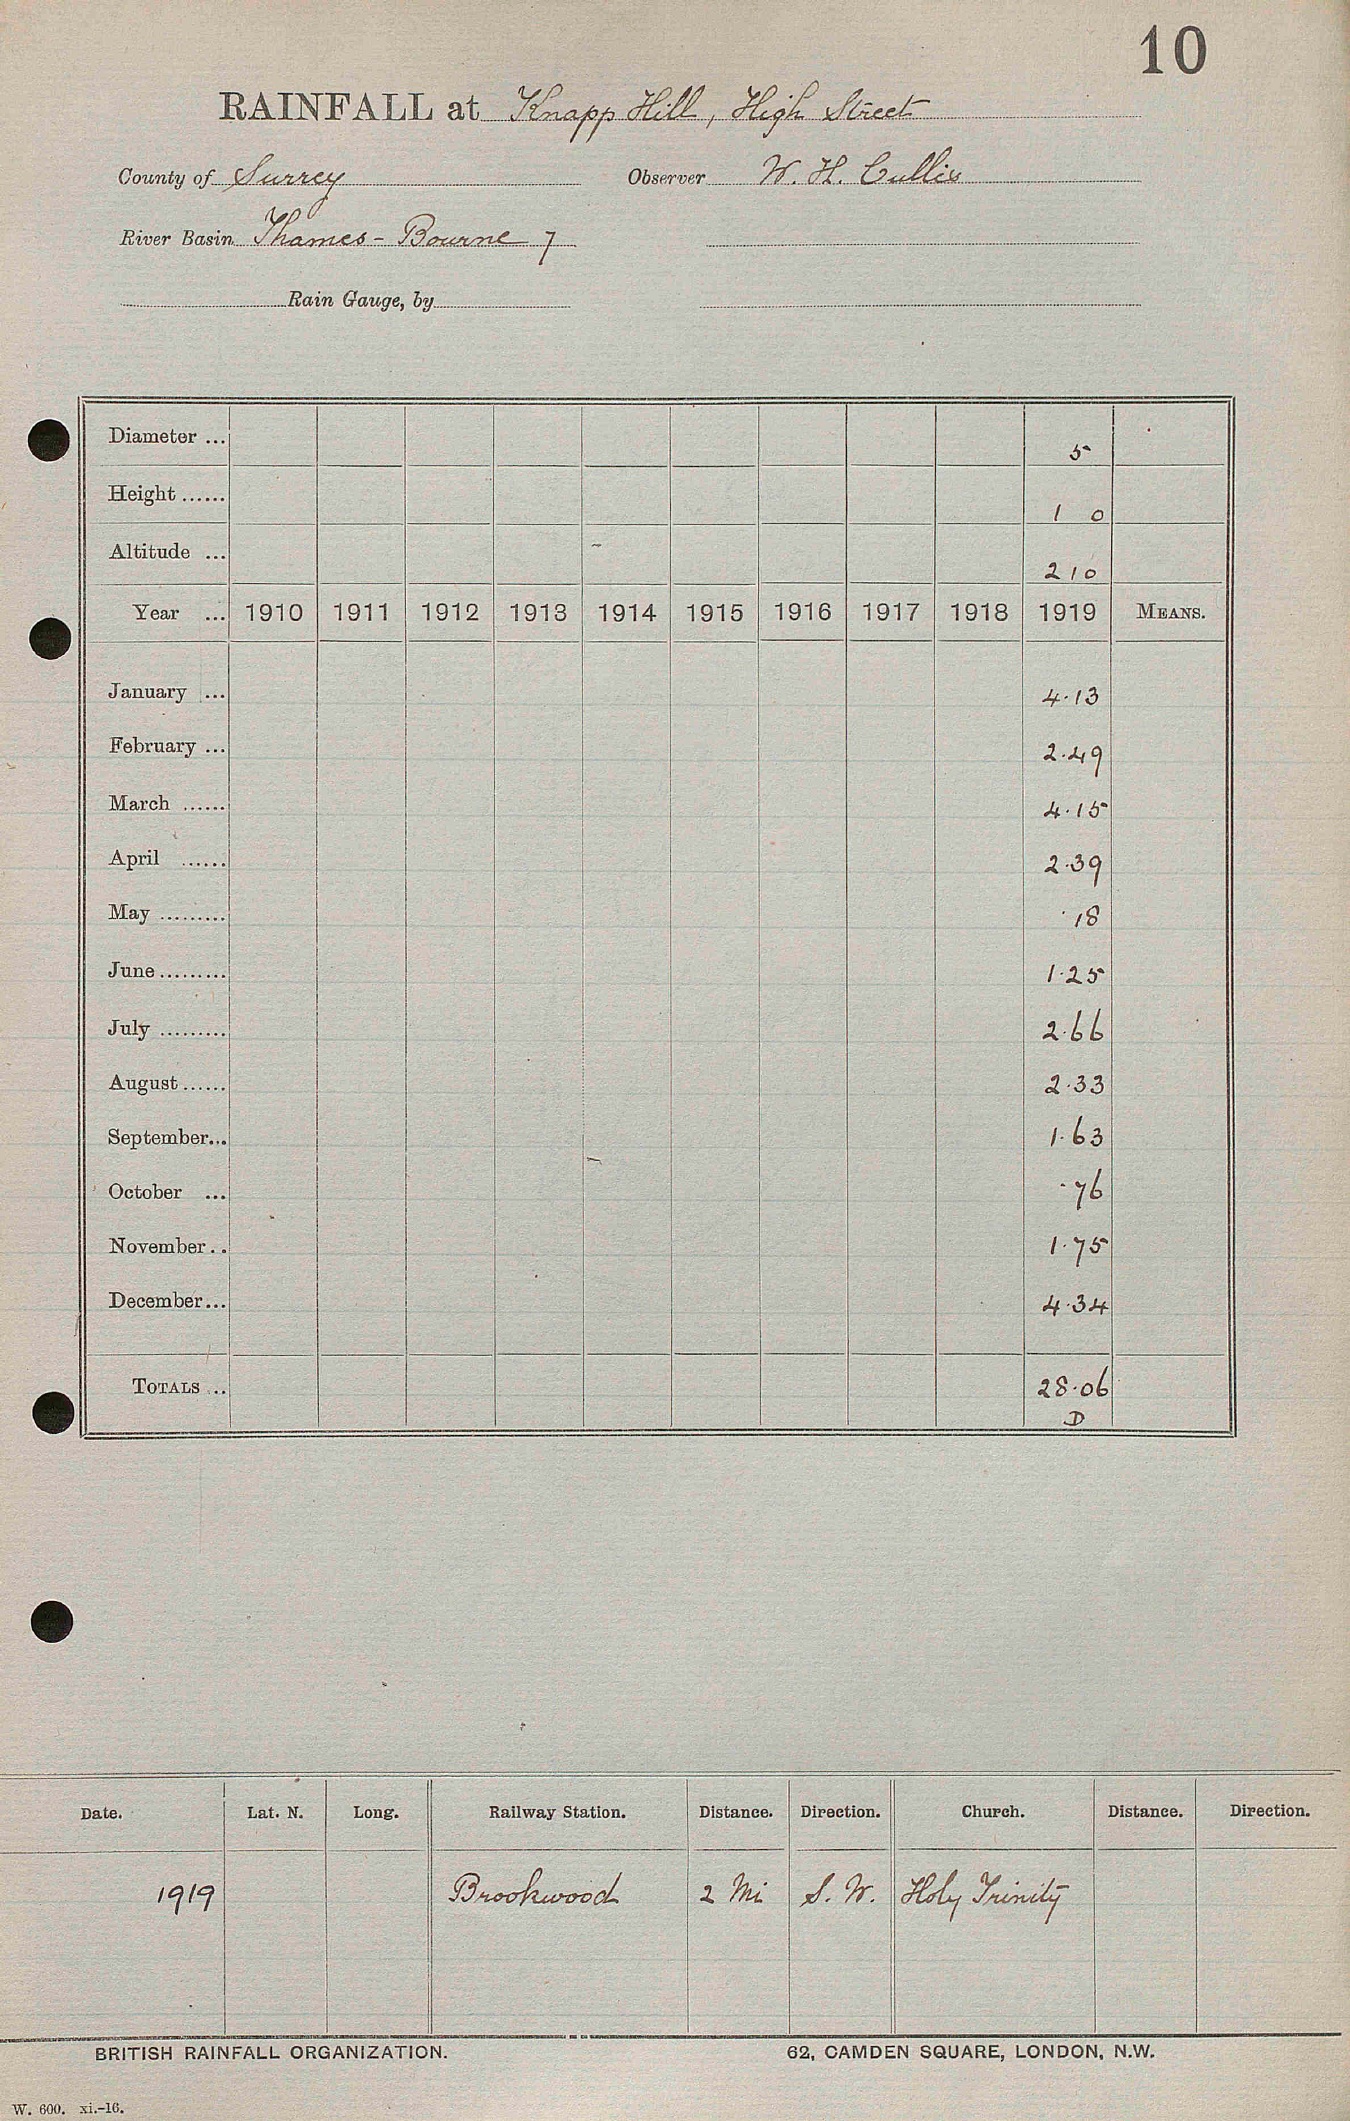 10
RAINFALL at Knapp Hill, High Street
County of Surrey Observer W. H. Cullis
River Basin Thames - Bourne 7
Rain Gauge, by
Diameter ... 5
Height ...... 1 0
Altitude ... 210
Year ... 1910 1911 1912 1913 1914 1915 1916 1917 1918 1919 MEANS.
January ... 4.13
February ... 2.49
March ...... 4.15
April ...... 2.39
May ......... .18
June ......... 1.25
July ......... 2.66
August ...... 2.33
September... 1.63
October ... .76
November.. 1.75
December... 4.34
TOTALS ... 28.06
D
Date. Lat. N. Long. Railway Station. Distance. Direction. Church. Distance. Direction.
1919 Brookwood 2 Mi S. W. Holy Trinity
BRITISH RAINFALL ORGANIZATION. 62, CAMDEN SQUARE, LONDON, N.W.
W. 600. xi.-16.